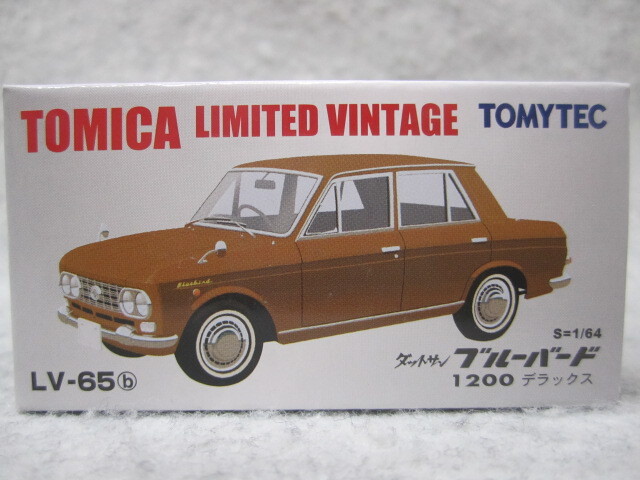 TOMICA LIMITED VINTAGE TOMYTEC
Bluebird
S=1/64
ダットサン ブルーバード
LV-65ⓑ 1200 デラックス